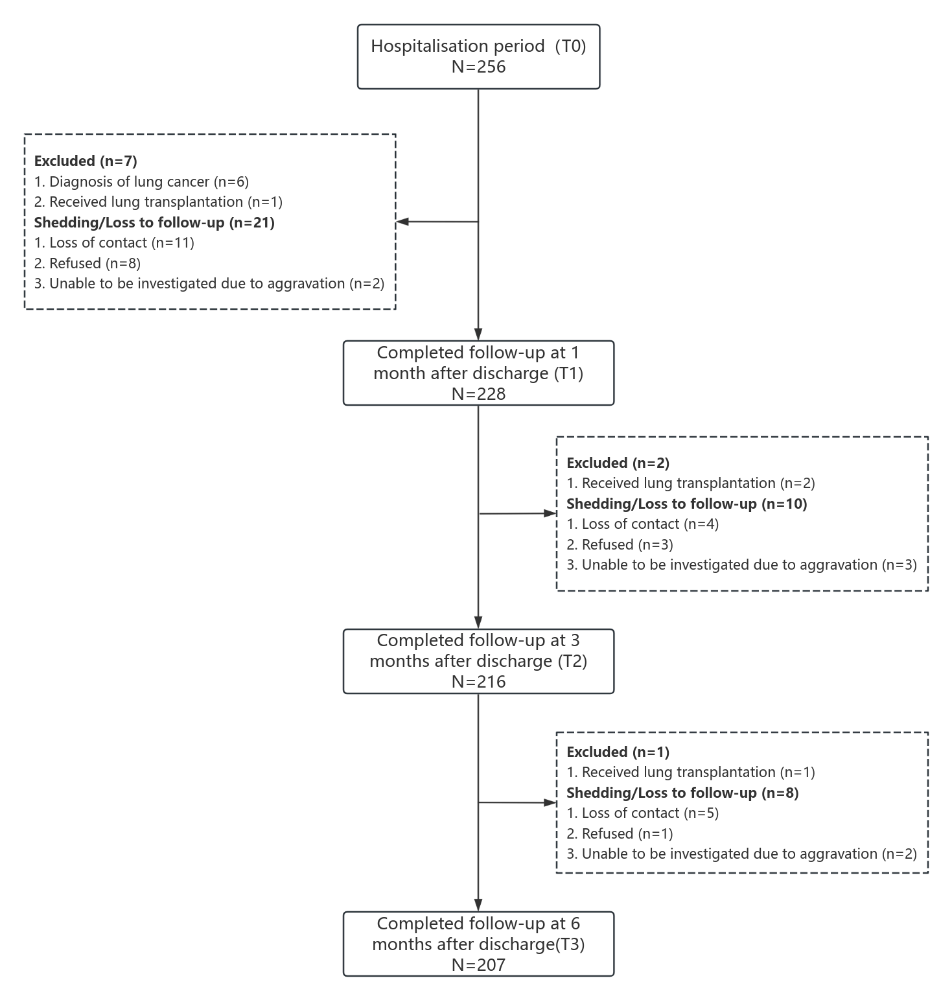 Hospitalisation period  (T0)
N=256
Excluded (n=7)
1. Diagnosis of lung cancer (n=6)
2. Received lung transplantation (n=1)
Shedding/Loss to follow-up (n=21)
1. Loss of contact (n=11)
2. Refused (n=8)
3. Unable to be investigated due to aggravation (n=2)
Completed follow-up at 1
month after discharge (T1)
N=228
Excluded (n=2)
1. Received lung transplantation (n=2)
Shedding/Loss to follow-up (n=10)
1. Loss of contact (n=4)
2. Refused (n=3)
3. Unable to be investigated due to aggravation (n=3)
Completed follow-up at 3
months after discharge (T2)
N=216
Excluded (n=1)
1. Received lung transplantation (n=1)
Shedding/Loss to follow-up (n=8)
1. Loss of contact (n=5)
2. Refused (n=1)
3. Unable to be investigated due to aggravation (n=2)
Completed follow-up at 6
months after discharge(T3)
N=207